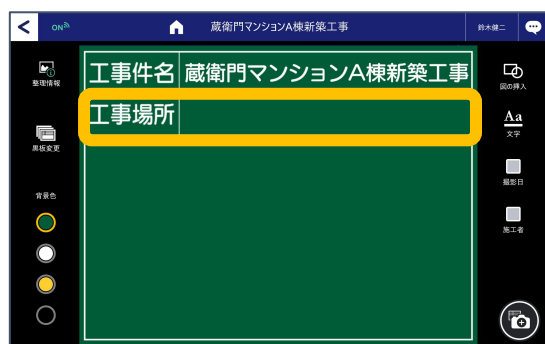 ON
蔵衛門マンションA棟新築工事
鈴木健二
整理情報
黒板変更
背景色
工事件名 蔵衛門マンションA棟新築工事
工事場所
図の挿入
Aa
文字
撮影日
施工者